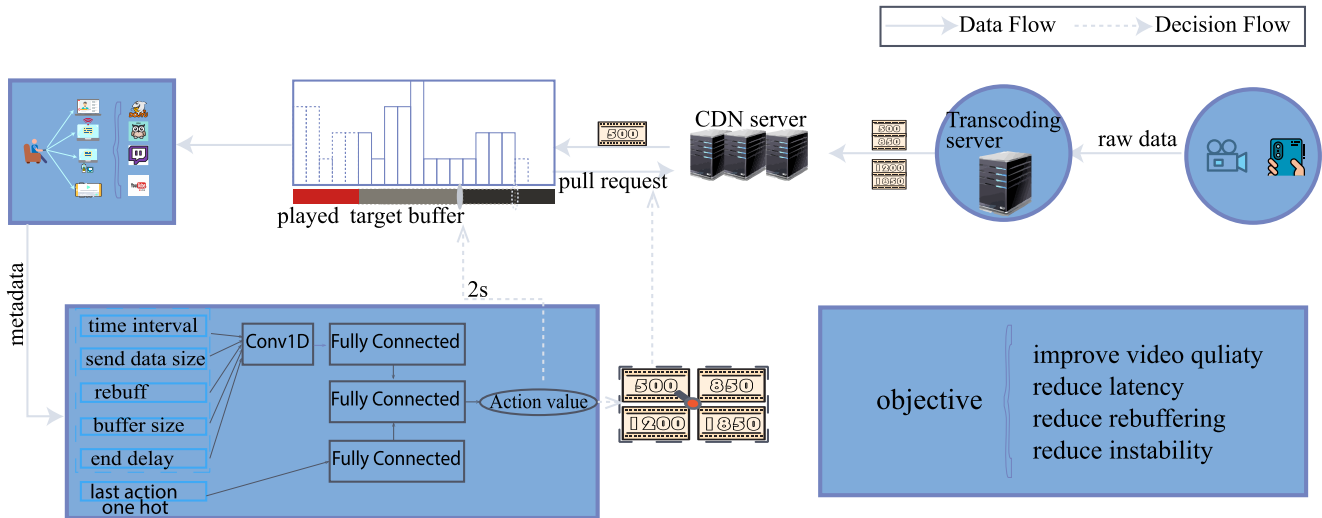 Data Flow
Decision Flow
CDN server
Transcoding
server
raw data
500
500
850
1200
1850
pull request
played
target buffer
YouTube
metadata
2s
time interval
send data size
rebuff
buffer size
end delay
last action
one hot
Conv1D
Fully Connected
Fully Connected
Fully Connected
Action value
500
850
1200
1850
objective
improve video quliaty
reduce latency
reduce rebuffering
reduce instability